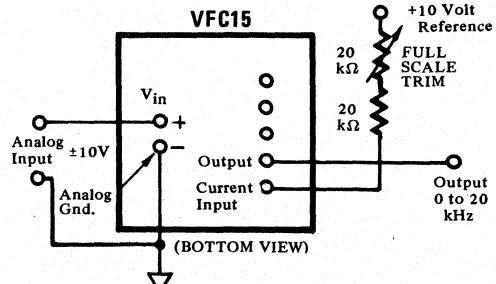 VFC15
+10 Volt
Reference
20
kΩ
FULL
SCALE
TRIM
20
kΩ
Vin
+
−
Analog
Input
±10V
Analog
Gnd.
Output
Current
Input
Output
0 to 20
kHz
(BOTTOM VIEW)